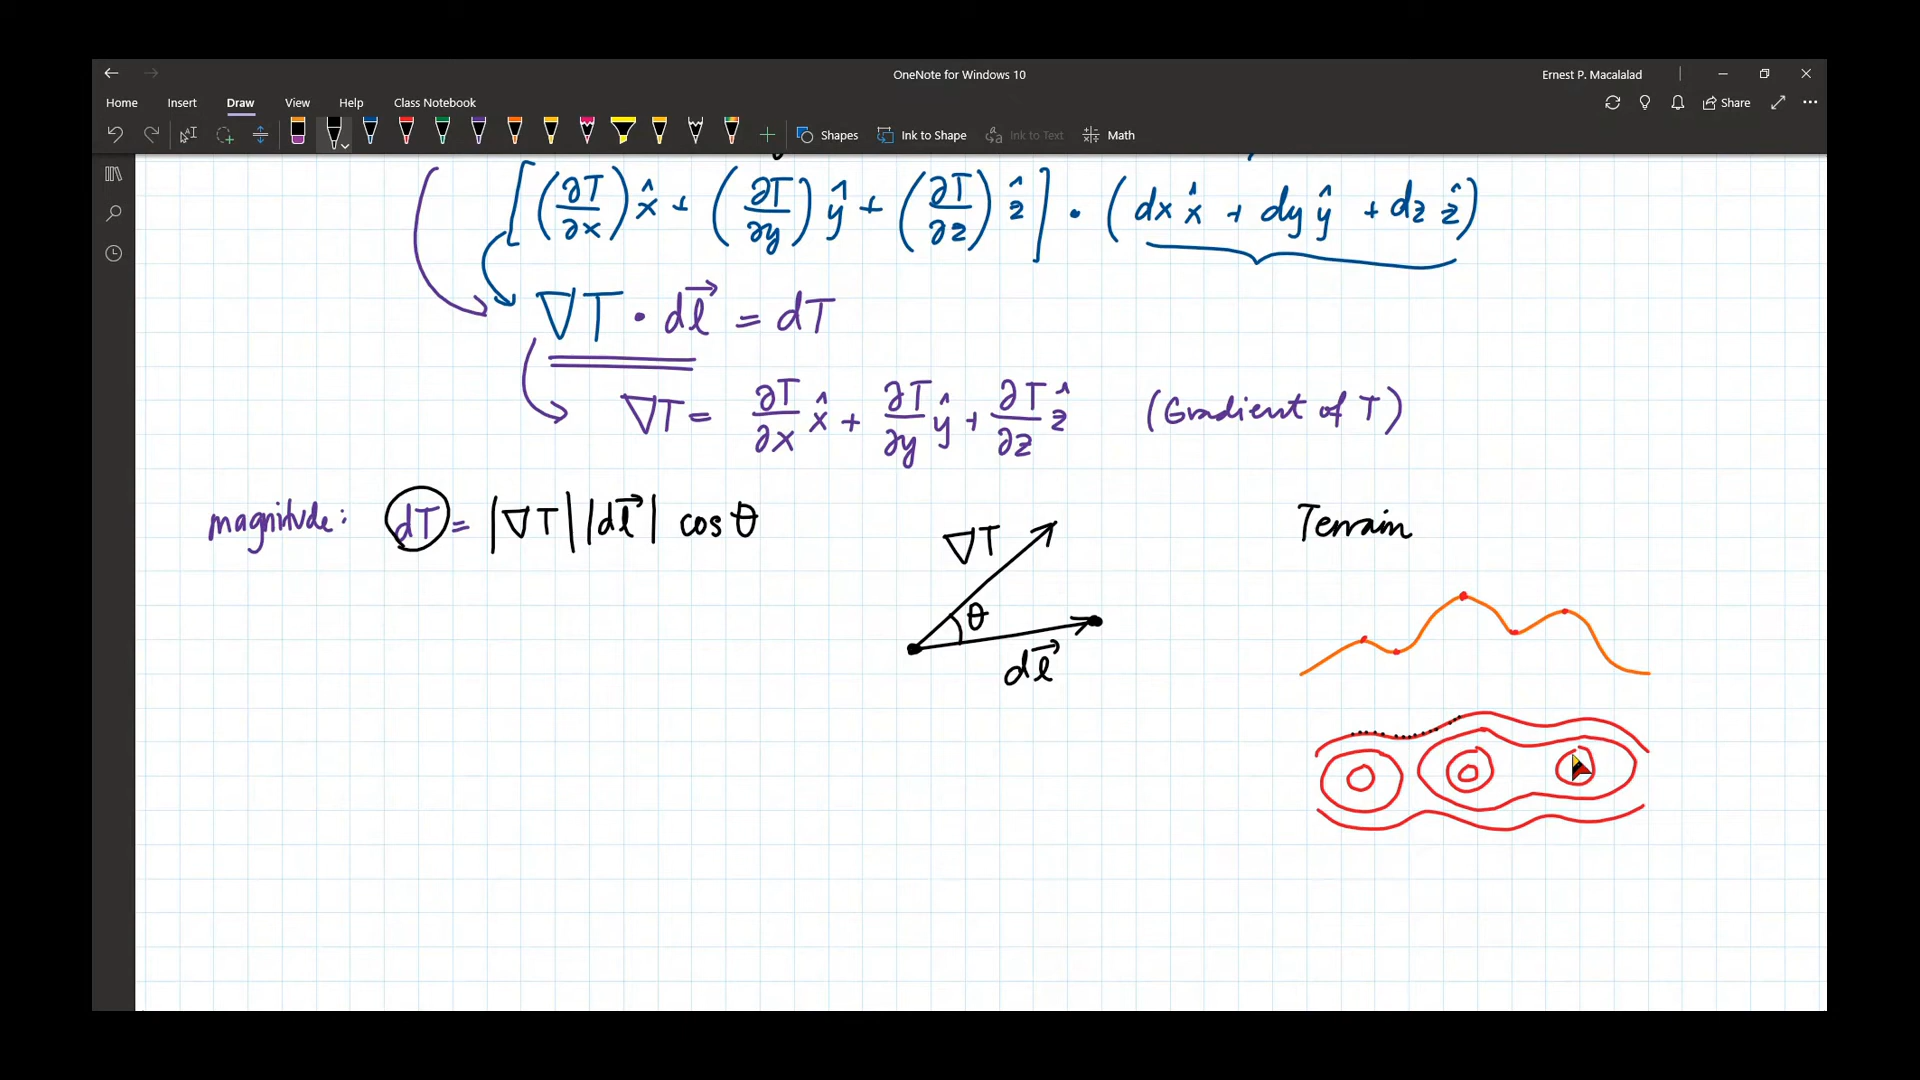 OneNote for Windows 10
Ernest P. Macalalad
Home Insert Draw View Help Class Notebook
Share
Shapes Ink to Shape Ink to Text Math
[(∂T/∂x) x̂ + (∂T/∂y) ŷ + (∂T/∂z) ẑ] · (dx x̂ + dy ŷ + dz ẑ)
∇T · dl⃗ = dT
∇T = ∂T/∂x x̂ + ∂T/∂y ŷ + ∂T/∂z ẑ (Gradient of T)
magnitude: dT = |∇T| |dl⃗| cos θ
∇T
θ
dl⃗
Terrain